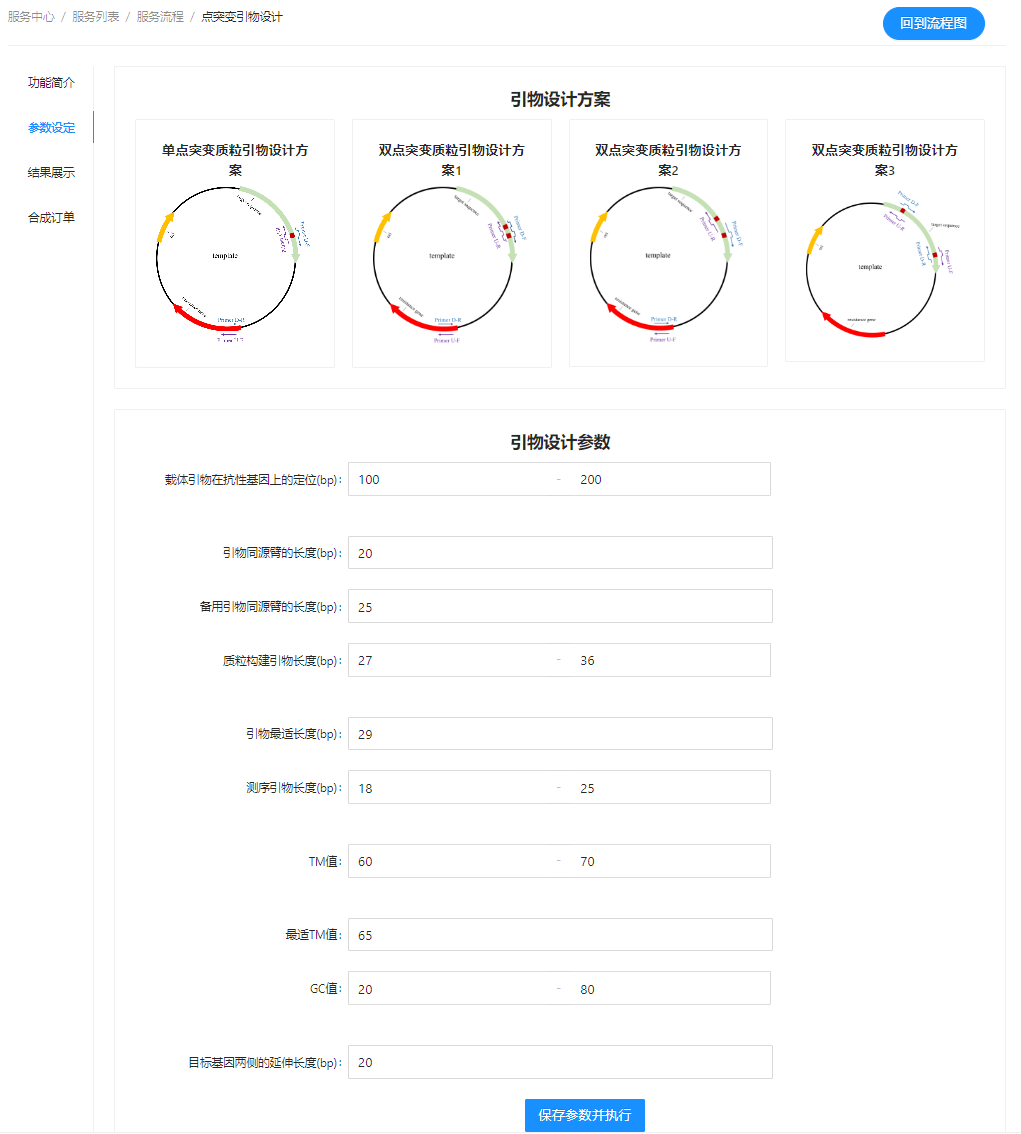 服务中心 / 服务列表 / 服务流程 / 点突变引物设计
回到流程图
功能简介
参数设定
结果展示
合成订单
引物设计方案
单点突变质粒引物设计方
案
target sequence
template
Primer D-R
双点突变质粒引物设计方
案1
target sequence
Primer D-F
Primer U-R
ori
template
resistance gene
Primer D-R
Primer U-F
双点突变质粒引物设计方
案2
target sequence
Primer D-F
Primer U-R
ori
template
resistance gene
Primer D-R
Primer U-F
双点突变质粒引物设计方
案3
Primer D-F
Primer U-R
target sequence
ori
Primer D-R
Primer U-F
template
resistance gene
引物设计参数
载体引物在抗性基因上的定位(bp): 100 - 200
引物同源臂的长度(bp): 20
备用引物同源臂的长度(bp): 25
质粒构建引物长度(bp): 27 - 36
引物最适长度(bp): 29
测序引物长度(bp): 18 - 25
TM值: 60 - 70
最适TM值: 65
GC值: 20 - 80
目标基因两侧的延伸长度(bp): 20
保存参数并执行